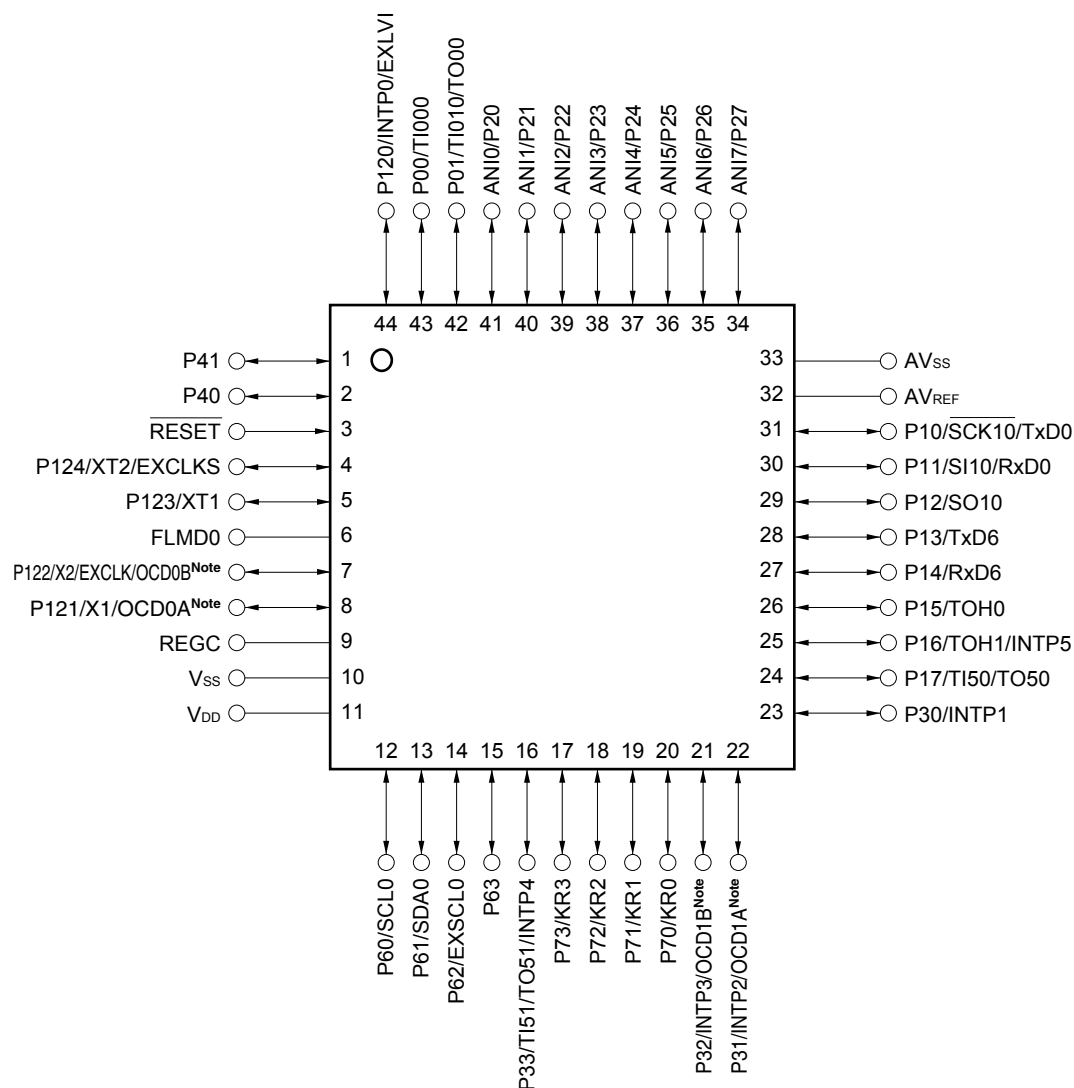 P120/INTP0/EXLVI
P00/TI000
P01/TI010/TO00
ANI0/P20
ANI1/P21
ANI2/P22
ANI3/P23
ANI4/P24
ANI5/P25
ANI6/P26
ANI7/P27
44 43 42 41 40 39 38 37 36 35 34
P41 1
P40 2
RESET 3
P124/XT2/EXCLKS 4
P123/XT1 5
FLMD0 6
P122/X2/EXCLK/OCD0BNote 7
P121/X1/OCD0ANote 8
REGC 9
VSS 10
VDD 11
33 AVSS
32 AVREF
31 P10/SCK10/TxD0
30 P11/SI10/RxD0
29 P12/SO10
28 P13/TxD6
27 P14/RxD6
26 P15/TOH0
25 P16/TOH1/INTP5
24 P17/TI50/TO50
23 P30/INTP1
12 13 14 15 16 17 18 19 20 21 22
P60/SCL0
P61/SDA0
P62/EXSCL0
P63
P33/TI51/TO51/INTP4
P73/KR3
P72/KR2
P71/KR1
P70/KR0
P32/INTP3/OCD1BNote
P31/INTP2/OCD1ANote